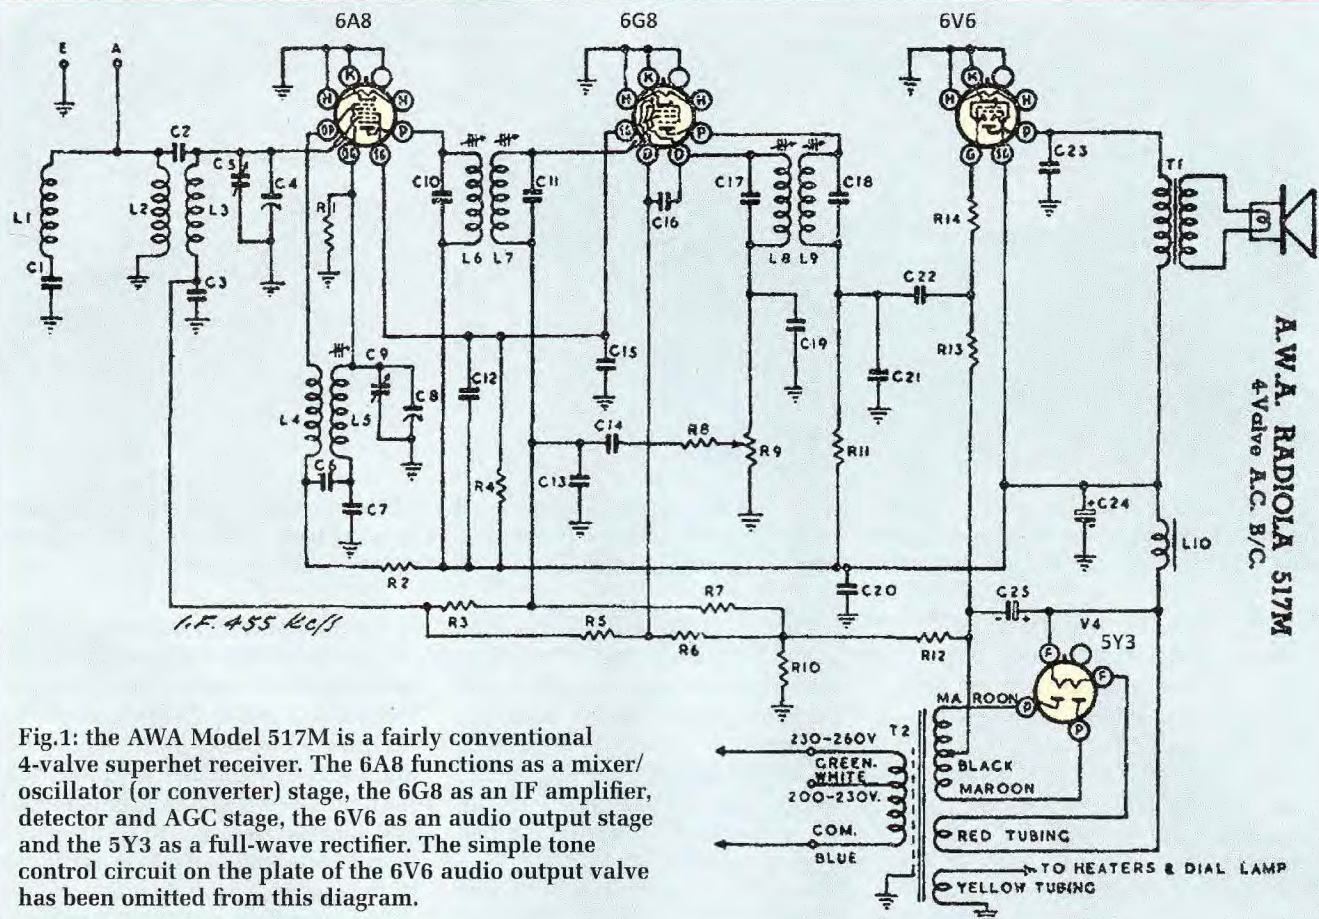 6A8
6G8
6V6
E
A
K
H
H
OP
P
OG
SG
K
H
H
SG
P
D
D
K
H
H
P
G
SG
C2
C5
C4
L1
L2
L3
C1
C3
R1
C10
C11
L6 L7
C16
C17
C18
L8 L9
C19
C22
C21
R14
R13
C23
T1
L4
L5
C9
C8
C6
C7
C12
R4
C15
C14
C13
R8
R9
R11
C24
L10
R2
C20
R3
R7
R5
R6
R10
R12
C25
V4
5Y3
F
F
P
P
I.F. 455 Kc/s
A.W.A. RADIOLA 517M
4-Valve A.C. B/C.
T2
230-260V
GREEN.
WHITE
200-230V.
COM.
BLUE
MAROON
BLACK
MAROON
RED TUBING
TO HEATERS & DIAL LAMP
YELLOW TUBING
Fig.1: the AWA Model 517M is a fairly conventional
4-valve superhet receiver. The 6A8 functions as a mixer/
oscillator (or converter) stage, the 6G8 as an IF amplifier,
detector and AGC stage, the 6V6 as an audio output stage
and the 5Y3 as a full-wave rectifier. The simple tone
control circuit on the plate of the 6V6 audio output valve
has been omitted from this diagram.